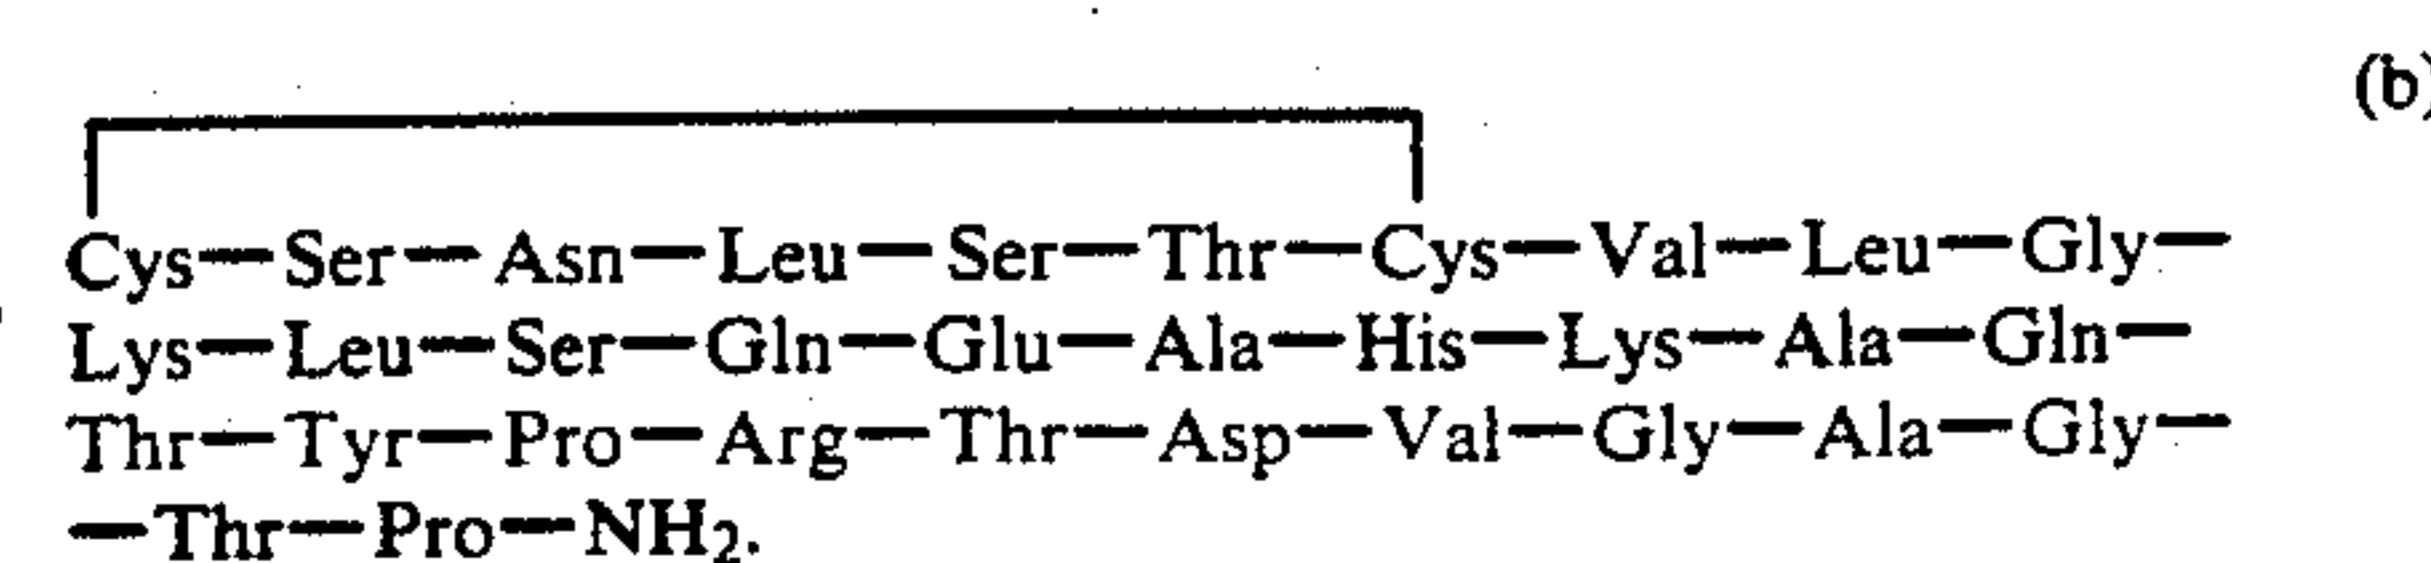 (b)
Cys—Ser—Asn—Leu—Ser—Thr—Cys—Val—Leu—Gly—
Lys—Leu—Ser—Gln—Glu—Ala—His—Lys—Ala—Gln—
Thr—Tyr—Pro—Arg—Thr—Asp—Val—Gly—Ala—Gly—
—Thr—Pro—NH₂.